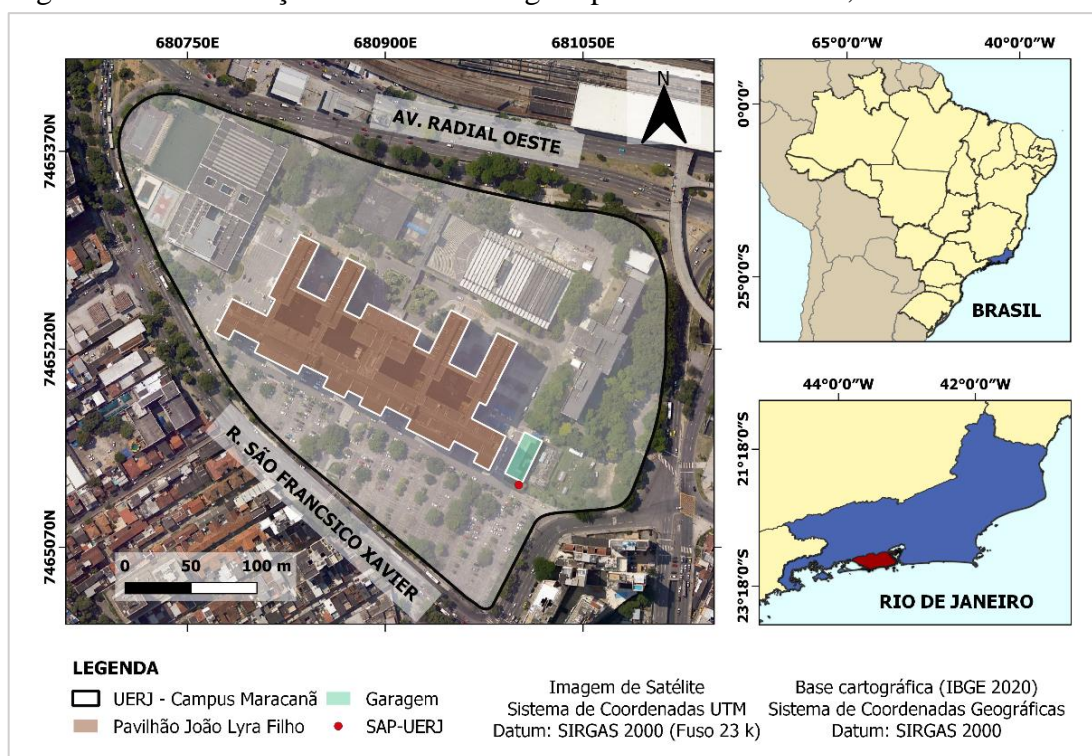 680750E 680900E 681050E
65°0'0"W 40°0'0"W
N
AV. RADIAL OESTE
7465370N
7465220N
7465070N
0°0'0"
25°0'0"S
BRASIL
44°0'0"W 42°0'0"W
21°18'0"S
23°18'0"S
R. SÃO FRANCSICO XAVIER
0 50 100 m
RIO DE JANEIRO
LEGENDA
UERJ - Campus Maracanã
Garagem
Pavilhão João Lyra Filho
SAP-UERJ
Imagem de Satélite
Sistema de Coordenadas UTM
Datum: SIRGAS 2000 (Fuso 23 k)
Base cartográfica (IBGE 2020)
Sistema de Coordenadas Geográficas
Datum: SIRGAS 2000